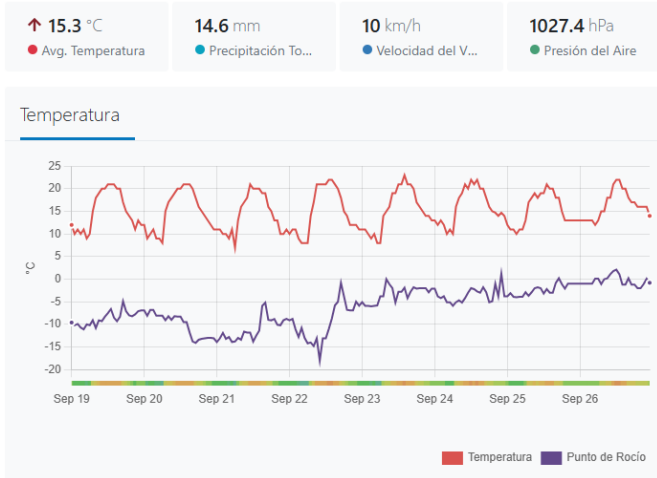 ↑ 15.3 °C
Avg. Temperatura
14.6 mm
Precipitación To...
10 km/h
Velocidad del V...
1027.4 hPa
Presión del Aire
Temperatura
25
20
15
10
5
0
-5
-10
-15
-20
°C
Sep 19 Sep 20 Sep 21 Sep 22 Sep 23 Sep 24 Sep 25 Sep 26
Temperatura Punto de Rocío